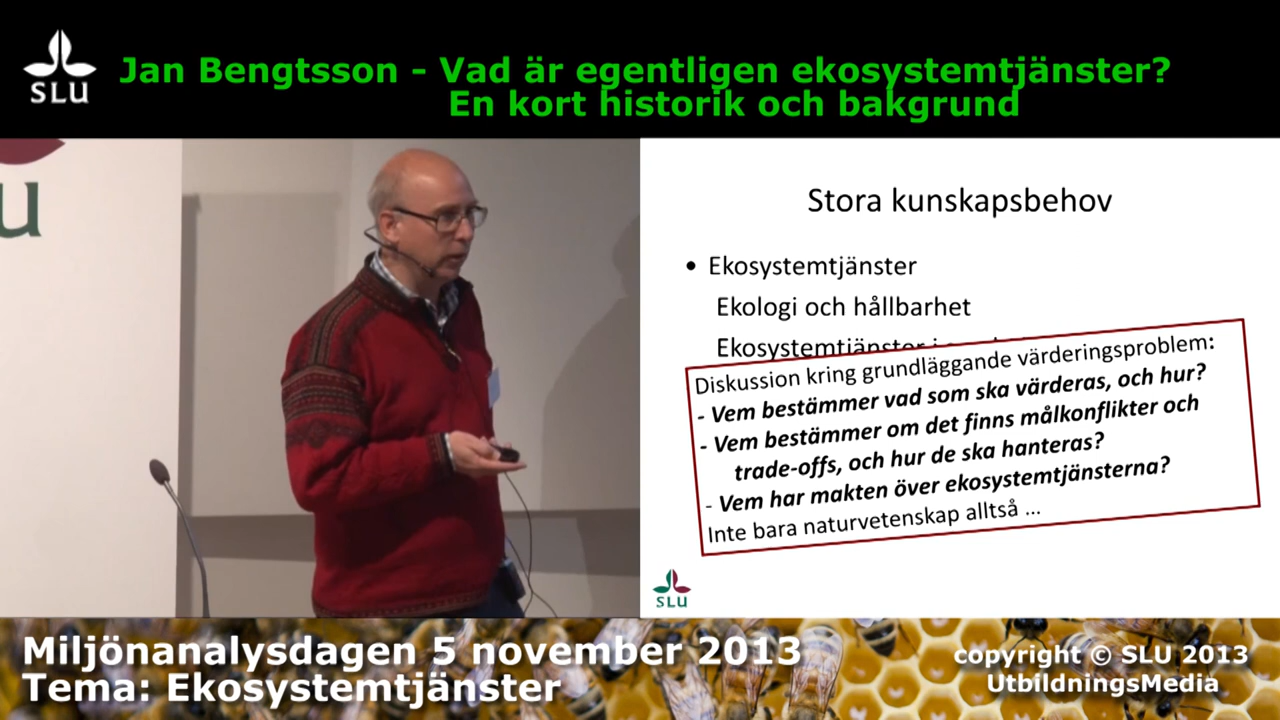 SLU
Jan Bengtsson - Vad är egentligen ekosystemtjänster?
En kort historik och bakgrund
LU
Stora kunskapsbehov
• Ekosystemtjänster
Ekologi och hållbarhet
Ekosystemtjänster i
Diskussion kring grundläggande värderingsproblem:
- Vem bestämmer vad som ska värderas, och hur?
- Vem bestämmer om det finns målkonflikter och
trade-offs, och hur de ska hanteras?
- Vem har makten över ekosystemtjänsterna?
Inte bara naturvetenskap alltså ...
SLU
Miljönanalysdagen 5 november 2013
Tema: Ekosystemtjänster
copyright © SLU 2013
UtbildningsMedia